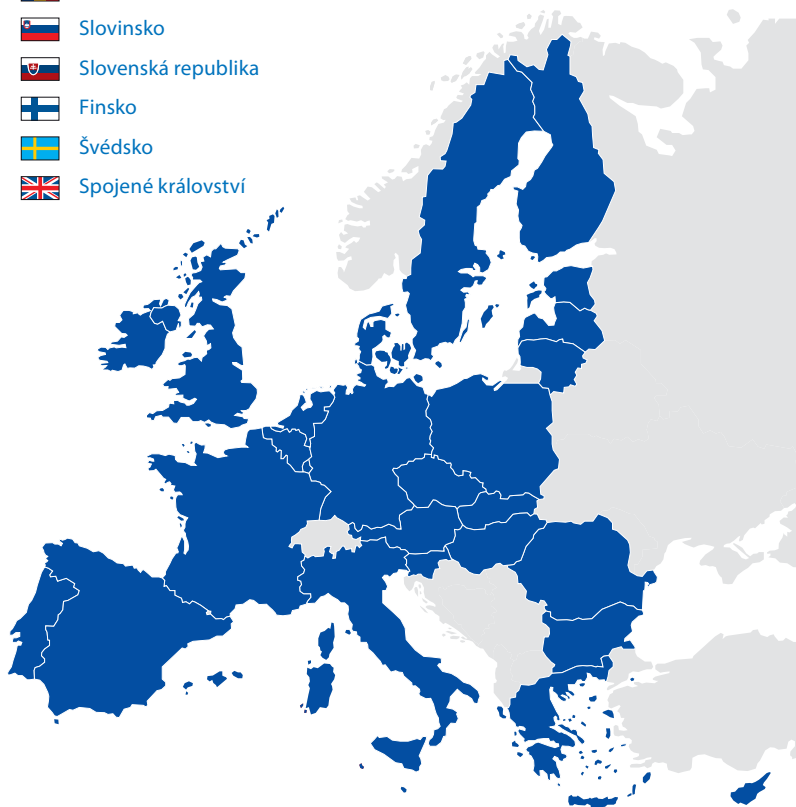 Slovinsko
Slovenská republika
Finsko
Švédsko
Spojené království